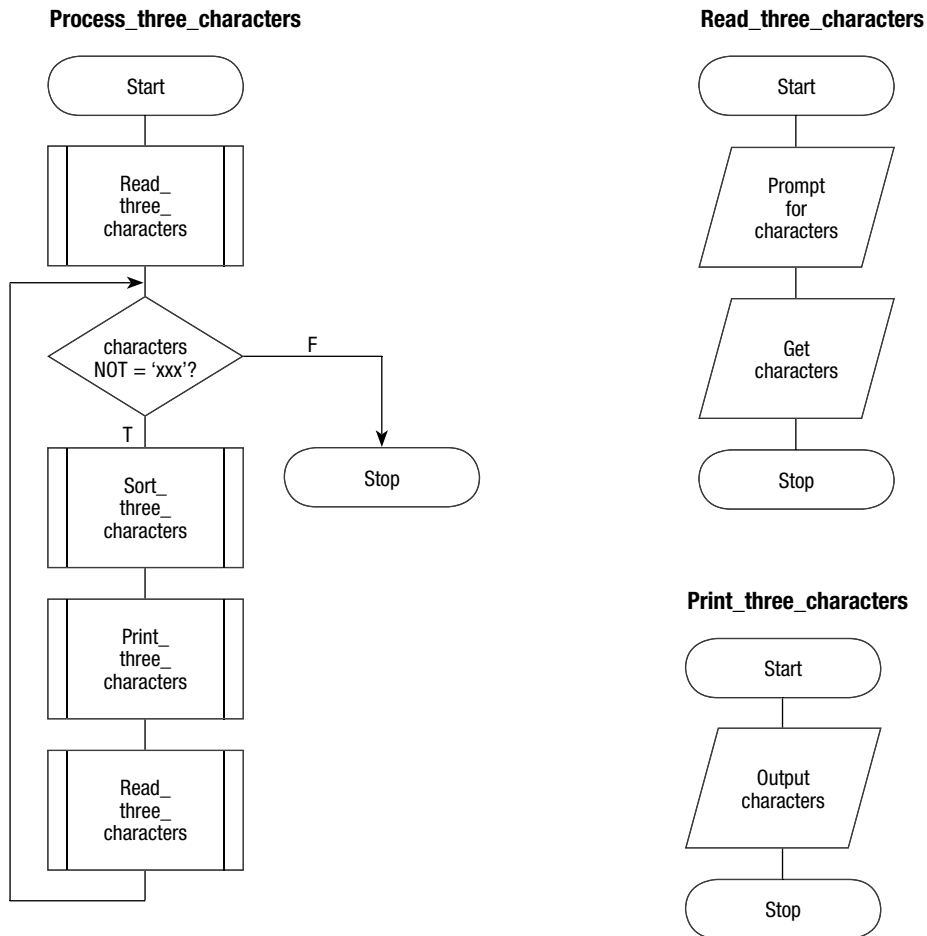 Process_three_characters
Start
Read_
three_
characters
characters
NOT = ‘xxx’?
F
T
Stop
Sort_
three_
characters
Print_
three_
characters
Read_
three_
characters
Read_three_characters
Start
Prompt
for
characters
Get
characters
Stop
Print_three_characters
Start
Output
characters
Stop